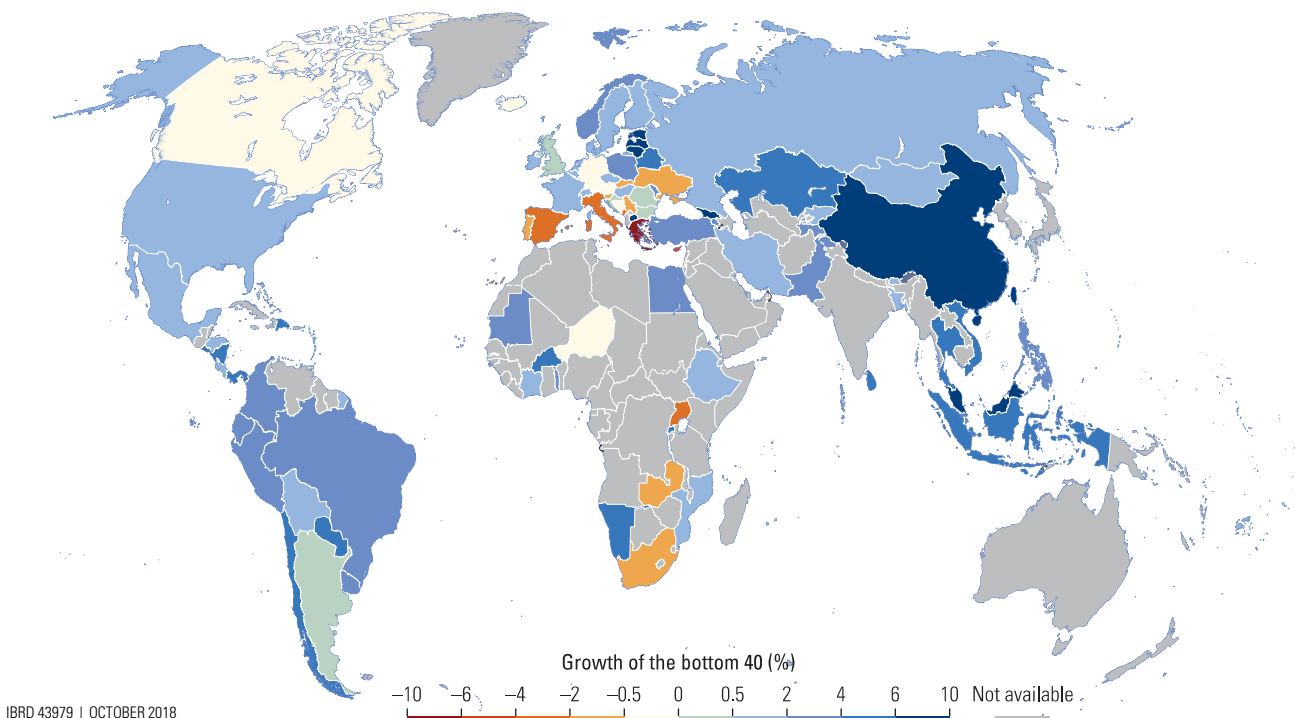 Growth of the bottom 40 (%)
–10 –6 –4 –2 –0.5 0 0.5 2 4 6 10 Not available
IBRD 43979 | OCTOBER 2018